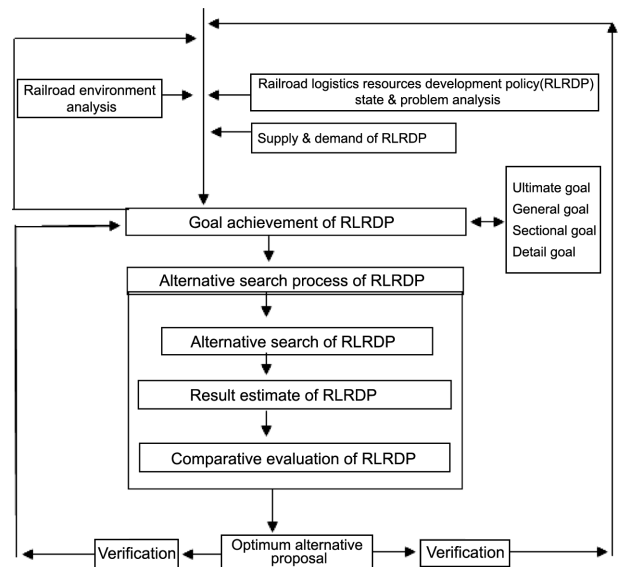 Railroad environment
analysis
Railroad logistics resources development policy(RLRDP)
state & problem analysis
Supply & demand of RLRDP
Goal achievement of RLRDP
Ultimate goal
General goal
Sectional goal
Detail goal
Alternative search process of RLRDP
Alternative search of RLRDP
Result estimate of RLRDP
Comparative evaluation of RLRDP
Verification
Optimum alternative
proposal
Verification